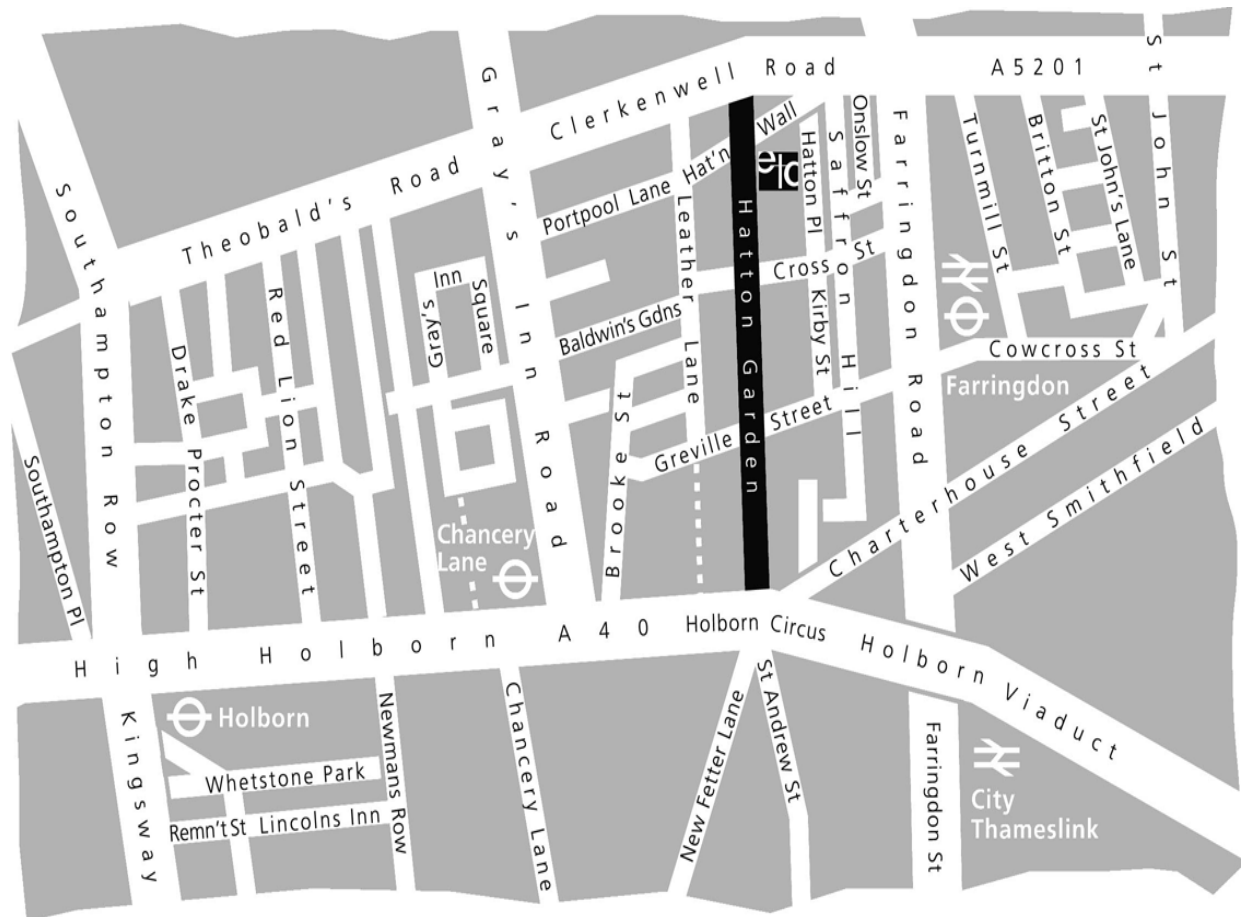 St John St
Clerkenwell Road
A5201
Gray's Inn Road
Theobald's Road
Southampton Row
Portpool Lane
Hat'n Wall
etc
Hatton Pl
Saffron Hill
Onslow St
Farringdon Road
Turnmill St
Britton St
St John's Lane
Leather Lane
Hatton Garden
Cross St
Kirby St
Gray's
Inn
Square
Baldwin's Gdns
Red Lion Street
Drake
Procter St
Cowcross St
Farringdon
Greville Street
Brooke St
Charterhouse Street
West Smithfield
Southampton Pl
Chancery
Lane
High Holborn A40
Holborn Circus
Holborn Viaduct
Kingsway
Holborn
Newmans Row
Chancery Lane
New Fetter Lane
St Andrew St
Farringdon St
Whetstone Park
Remn't St
Lincolns Inn
City
Thameslink